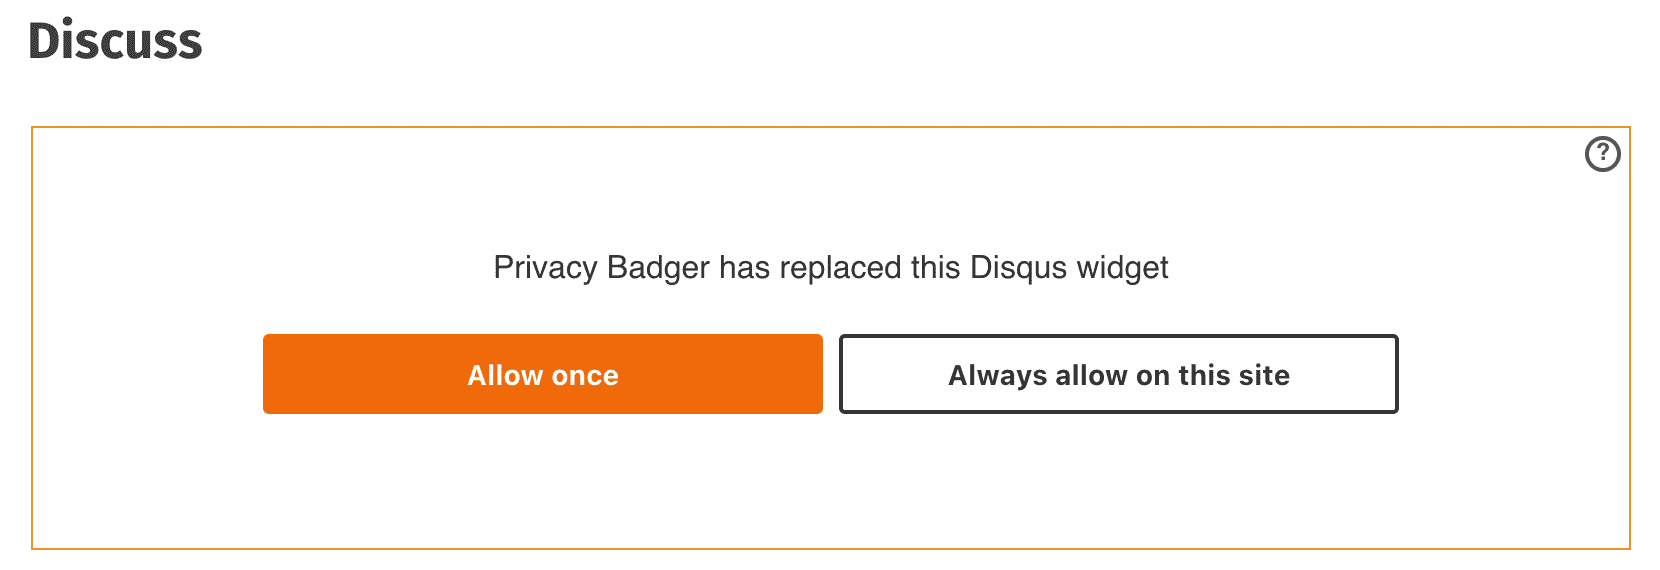 Discuss
?
Privacy Badger has replaced this Disqus widget
Allow once
Always allow on this site